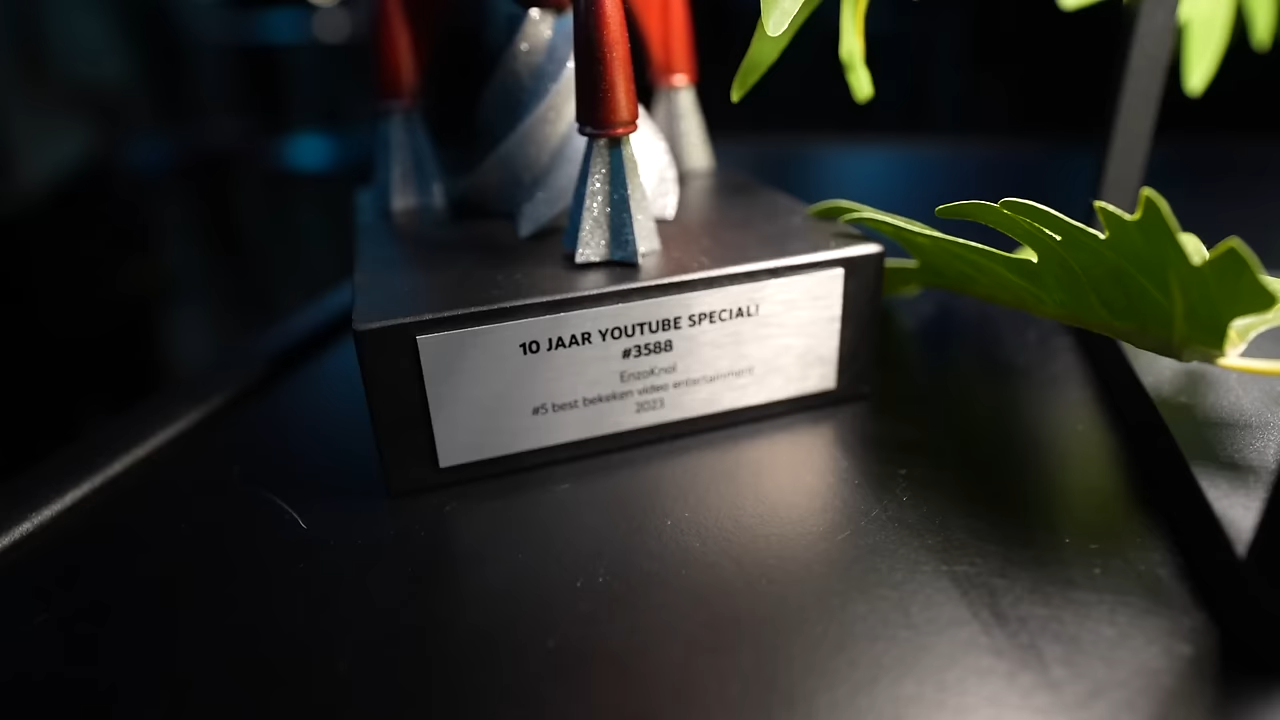 10 JAAR YOUTUBE SPECIAL!
#3588
EnzoKnol
#5 best bekeken video entertainment
2023